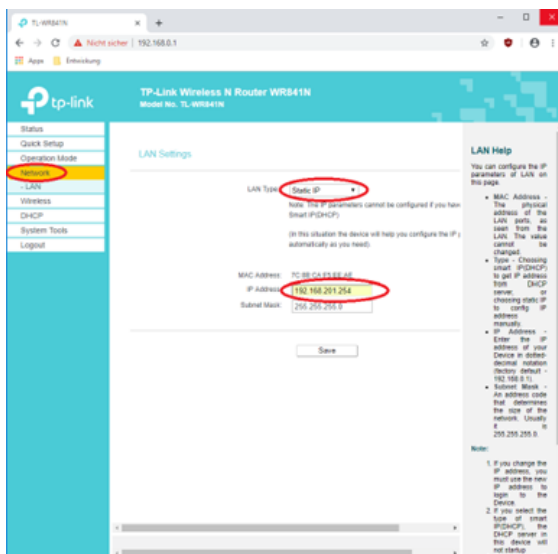 TL-WR841N
Nicht sicher | 192.168.0.1
Apps Entwicklung
tp-link
TP-Link Wireless N Router WR841N
Model No. TL-WR841N
Status
Quick Setup
Operation Mode
Network
- LAN
Wireless
DHCP
System Tools
Logout
LAN Settings
LAN Type:
Static IP
Note: The IP parameters cannot be configured if you have
Smart IP(DHCP)
(In this situation the device will help you configure the IP p
automatically as you need).
MAC Address:
IP Address:
192.168.201.254
Subnet Mask:
255.255.255.0
Save
LAN Help
You can configure the IP
parameters of LAN on
this page.
MAC Address -
The physical
address of the
LAN ports, as
seen from the
LAN. The value
cannot be
changed.
Type - Choosing
smart IP(DHCP)
to get IP address
from DHCP
server, or
choosing static IP
to config IP
address
manually.
IP Address -
Enter the IP
address of your
Device in dotted-
decimal notation
(factory default -
192.168.0.1).
Subnet Mask -
An address code
that determines
the size of the
network. Usually
it is
255.255.255.0.
Note:
1. If you change the
IP address, you
must use the new
IP address to
login to the
Device.
2. If you select the
type of smart
IP(DHCP), the
DHCP server in
this device will
not startup